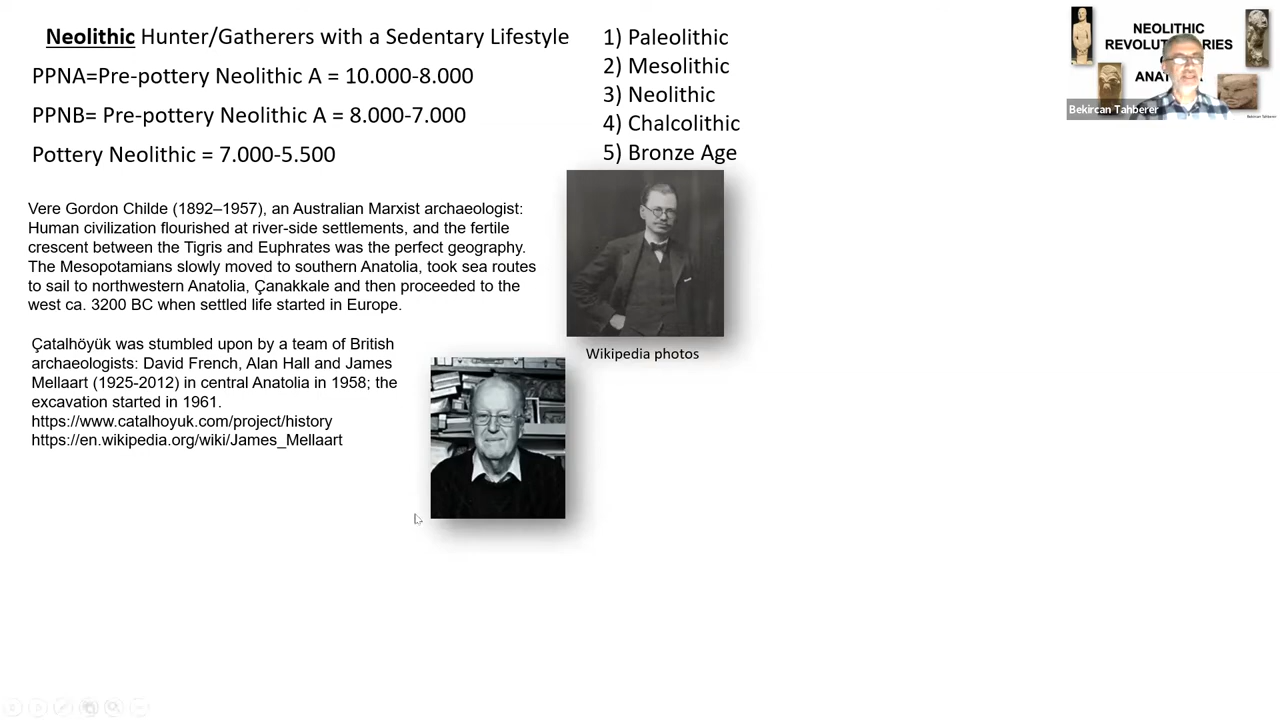 Neolithic Hunter/Gatherers with a Sedentary Lifestyle
PPNA=Pre-pottery Neolithic A = 10.000-8.000
PPNB= Pre-pottery Neolithic A = 8.000-7.000
Pottery Neolithic = 7.000-5.500
1) Paleolithic
2) Mesolithic
3) Neolithic
4) Chalcolithic
5) Bronze Age
Vere Gordon Childe (1892–1957), an Australian Marxist archaeologist:
Human civilization flourished at river-side settlements, and the fertile
crescent between the Tigris and Euphrates was the perfect geography.
The Mesopotamians slowly moved to southern Anatolia, took sea routes
to sail to northwestern Anatolia, Çanakkale and then proceeded to the
west ca. 3200 BC when settled life started in Europe.
Wikipedia photos
Çatalhöyük was stumbled upon by a team of British
archaeologists: David French, Alan Hall and James
Mellaart (1925-2012) in central Anatolia in 1958; the
excavation started in 1961.
https://www.catalhoyuk.com/project/history
https://en.wikipedia.org/wiki/James_Mellaart
NEOLITHIC
Bekircan Tahberer
Bekircan Tahberer